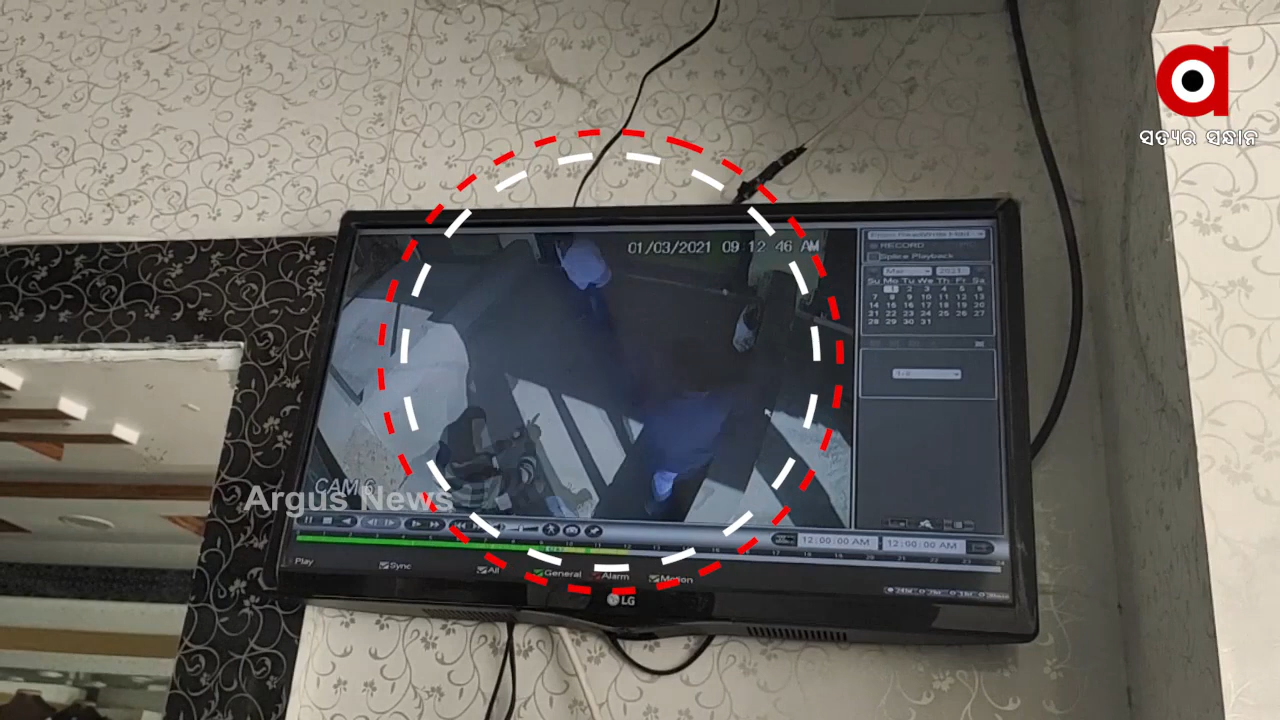 ସତ୍ୟର ସନ୍ଧାନ
01/03/2021 09:12 46 AM
RECORD
Splice Playback
Mar 2021
Su Mo Tu We Th Fr Sa
1 2 3 4 5 6
7 8 9 10 11 12 13
14 15 16 17 18 19 20
21 22 23 24 25 26 27
28 29 30 31
CAM 6
Argus News
12:00:00 AM 12:00:00 AM
Play Sync All General Alarm Motion
LG